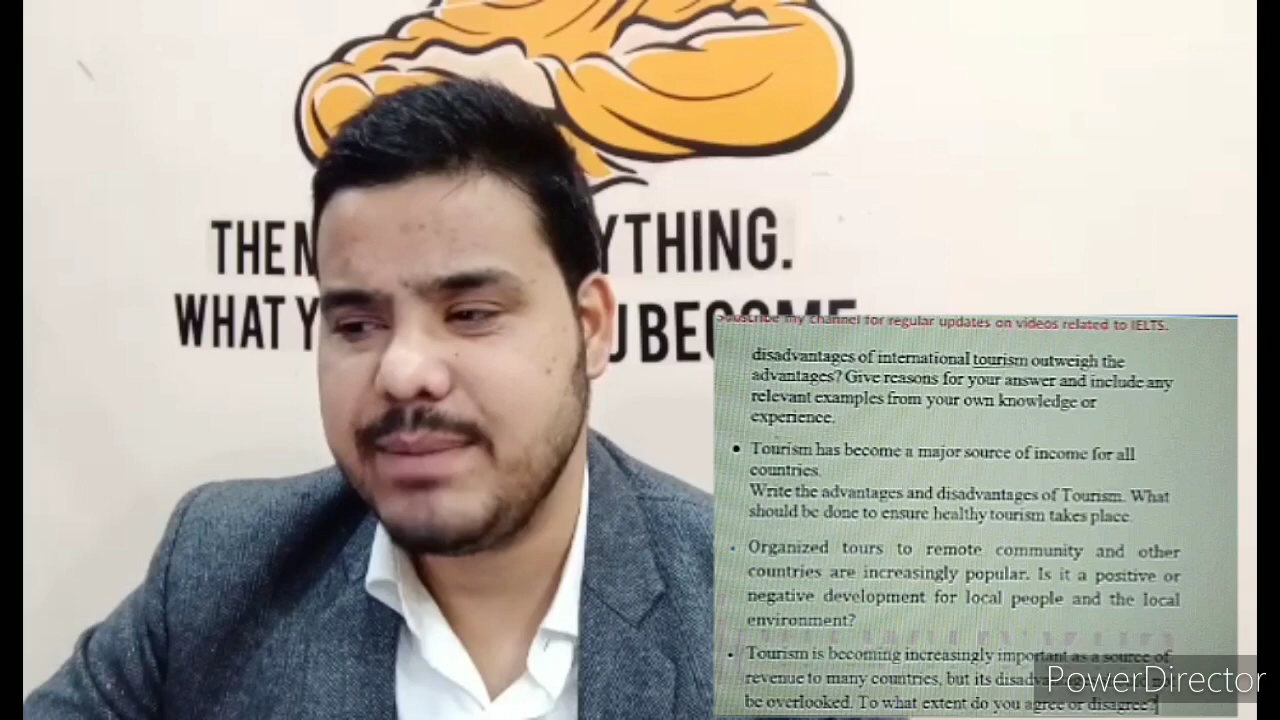 THE M YTHING.
WHAT Y U BECOME
Subscribe my channel for regular updates on videos related to IELTS.
disadvantages of international tourism outweigh the
advantages? Give reasons for your answer and include any
relevant examples from your own knowledge or
experience.
• Tourism has become a major source of income for all
countries.
Write the advantages and disadvantages of Tourism. What
should be done to ensure healthy tourism takes place.
• Organized tours to remote community and other
countries are increasingly popular. Is it a positive or
negative development for local people and the local
environment?
• Tourism is becoming increasingly important as a source of
revenue to many countries, but its
be overlooked. To what extent do you agree or disagree?
PowerDirector